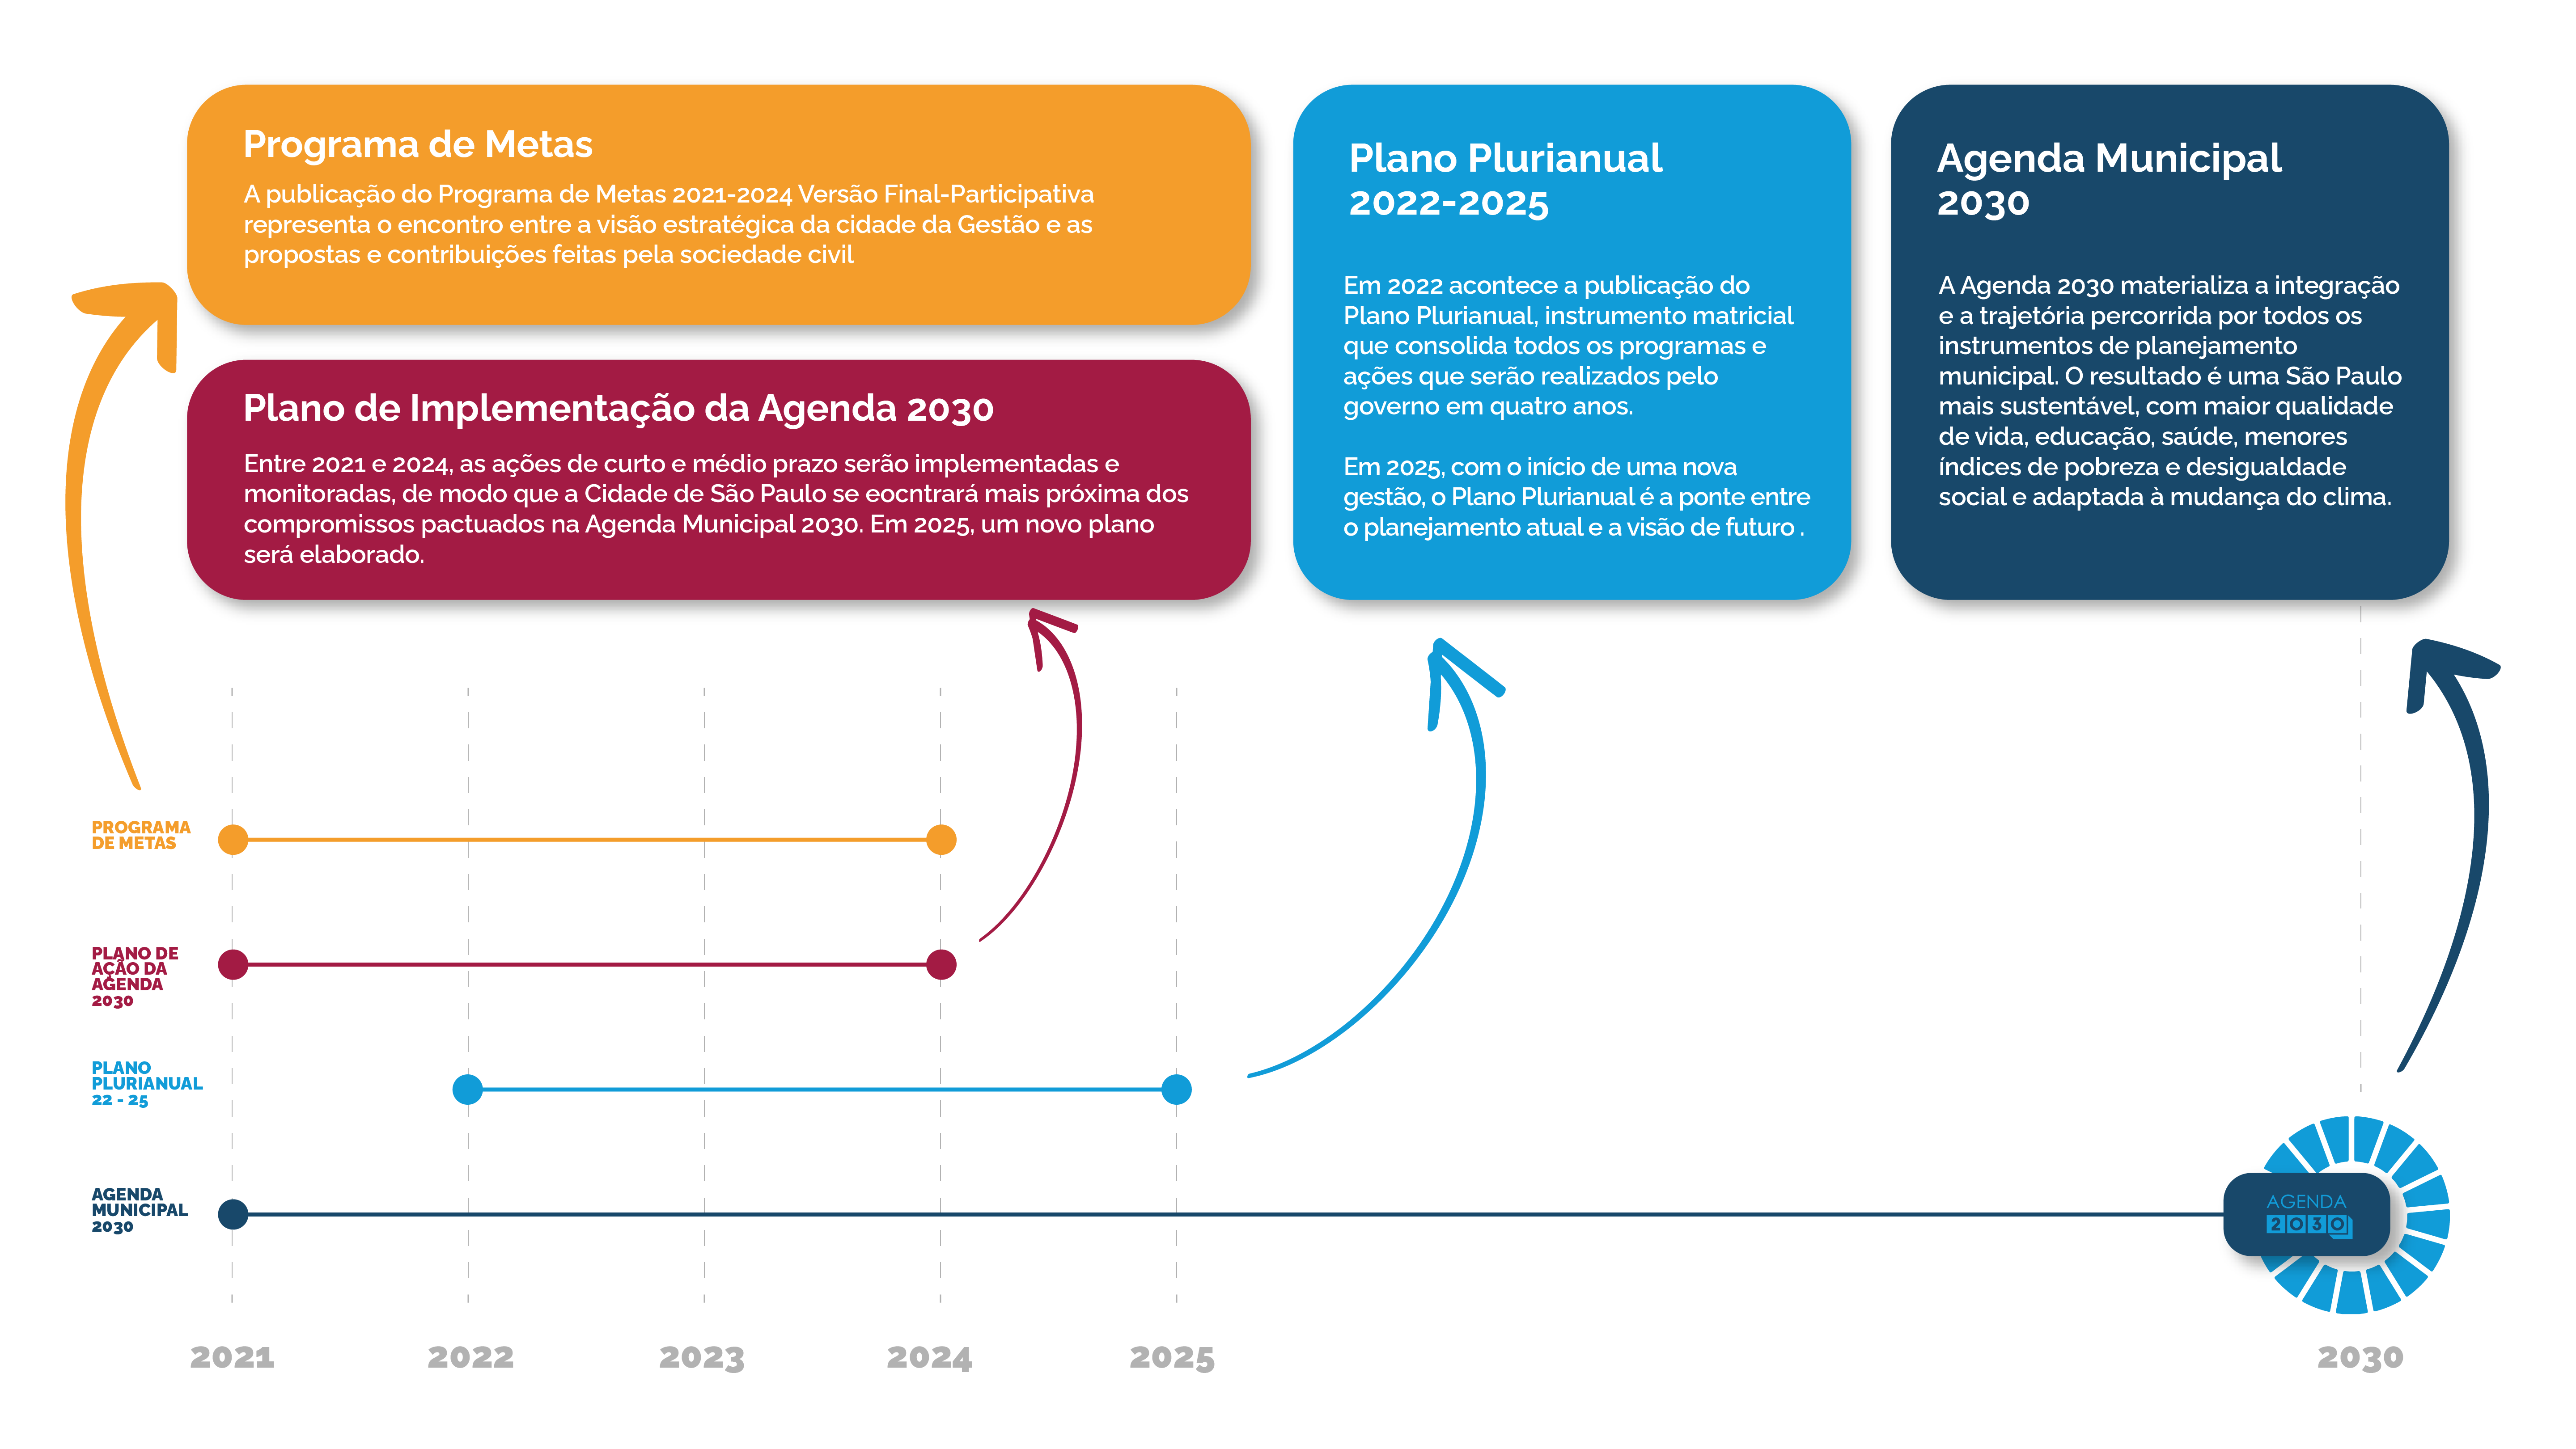 Programa de Metas
A publicação do Programa de Metas 2021-2024 Versão Final-Participativa
representa o encontro entre a visão estratégica da cidade da Gestão e as
propostas e contribuições feitas pela sociedade civil
Plano de Implementação da Agenda 2030
Entre 2021 e 2024, as ações de curto e médio prazo serão implementadas e
monitoradas, de modo que a Cidade de São Paulo se eocntrará mais próxima dos
compromissos pactuados na Agenda Municipal 2030. Em 2025, um novo plano
será elaborado.
Plano Plurianual
2022-2025
Em 2022 acontece a publicação do
Plano Plurianual, instrumento matricial
que consolida todos os programas e
ações que serão realizados pelo
governo em quatro anos.
Em 2025, com o início de uma nova
gestão, o Plano Plurianual é a ponte entre
o planejamento atual e a visão de futuro .
Agenda Municipal
2030
A Agenda 2030 materializa a integração
e a trajetória percorrida por todos os
instrumentos de planejamento
municipal. O resultado é uma São Paulo
mais sustentável, com maior qualidade
de vida, educação, saúde, menores
índices de pobreza e desigualdade
social e adaptada à mudança do clima.
PROGRAMA
DE METAS
PLANO DE
AÇÃO DA
AGENDA
2030
PLANO
PLURIANUAL
22 - 25
AGENDA
MUNICIPAL
2030
AGENDA
2030
2021 2022 2023 2024 2025 2030